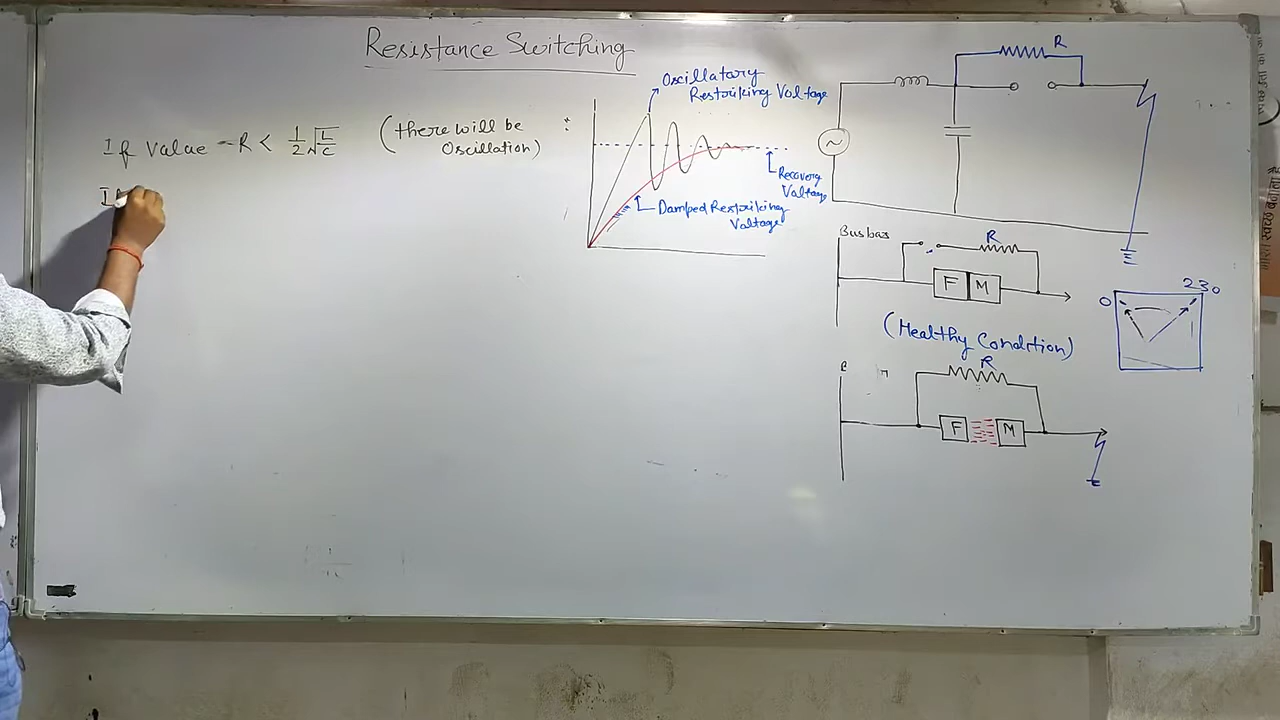 Resistance Switching
If Value - R < 1/2 √L/C (there will be
Oscillation)
If
Oscillatory
Restriking Voltage
Recovery
Voltage
Damped Restriking
Voltage
R
Busbar
R
F M
(Healthy Condition)
0 230
R
F M